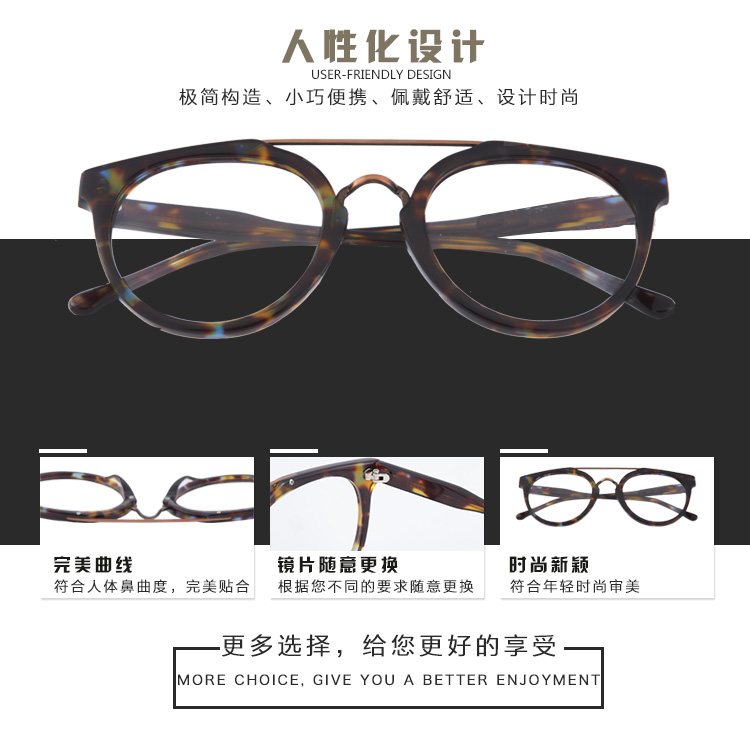 人性化设计
USER-FRIENDLY DESIGN
极简构造、小巧便携、佩戴舒适、设计时尚
完美曲线
符合人体鼻曲度，完美贴合
镜片随意更换
根据您不同的要求随意更换
时尚新颖
符合年轻时尚审美
更多选择，给您更好的享受
MORE CHOICE, GIVE YOU A BETTER ENJOYMENT